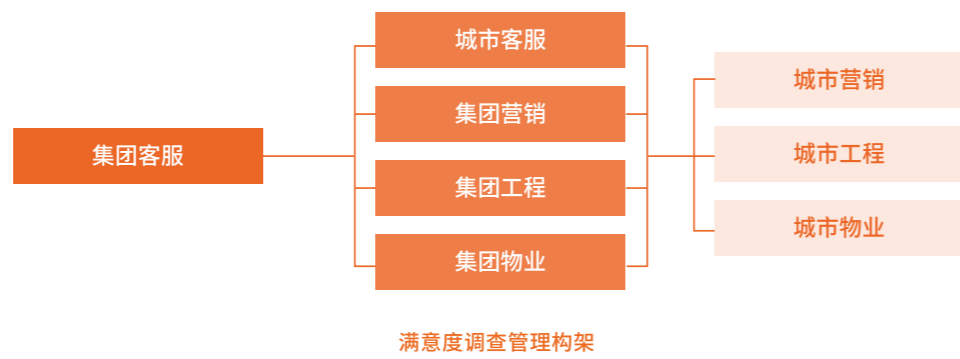 集团客服
城市客服
集团营销
集团工程
集团物业
城市营销
城市工程
城市物业
满意度调查管理构架